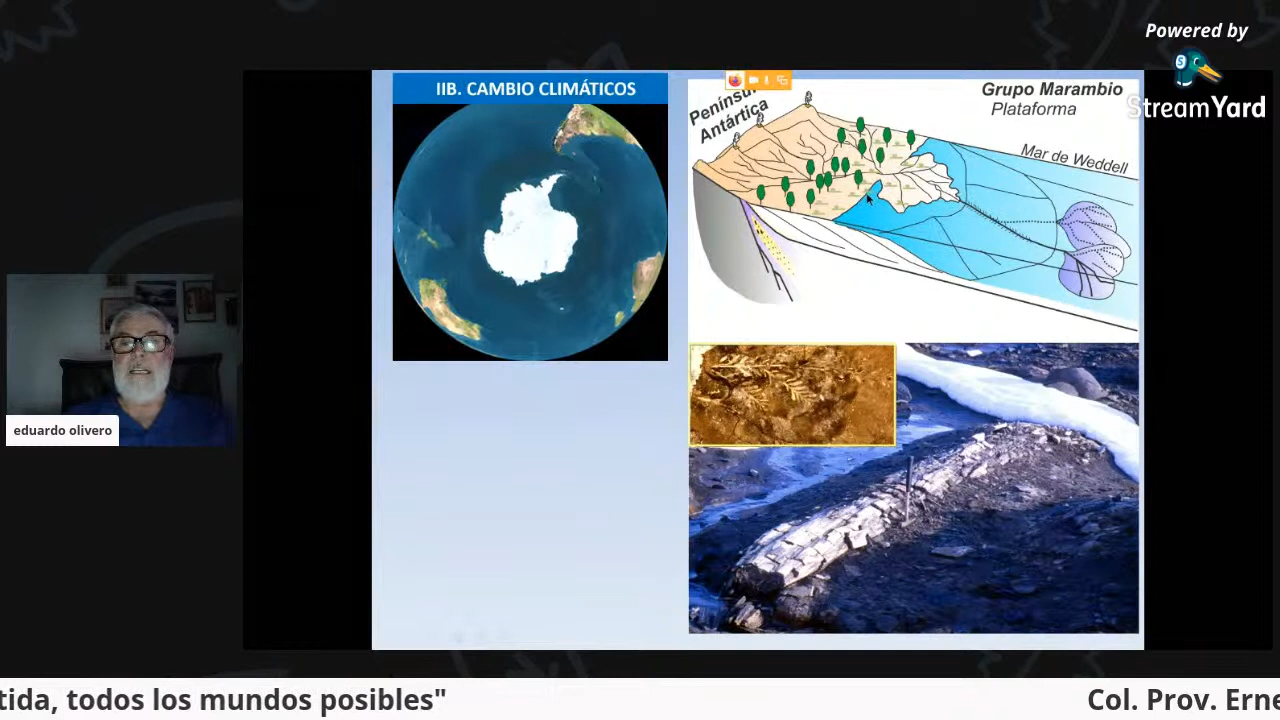 Powered by
StreamYard
IIB. CAMBIO CLIMÁTICOS
Antártica
Grupo Marambio
Plataforma
Mar de Weddell
eduardo olivero
tida, todos los mundos posibles"
Col. Prov. Erne